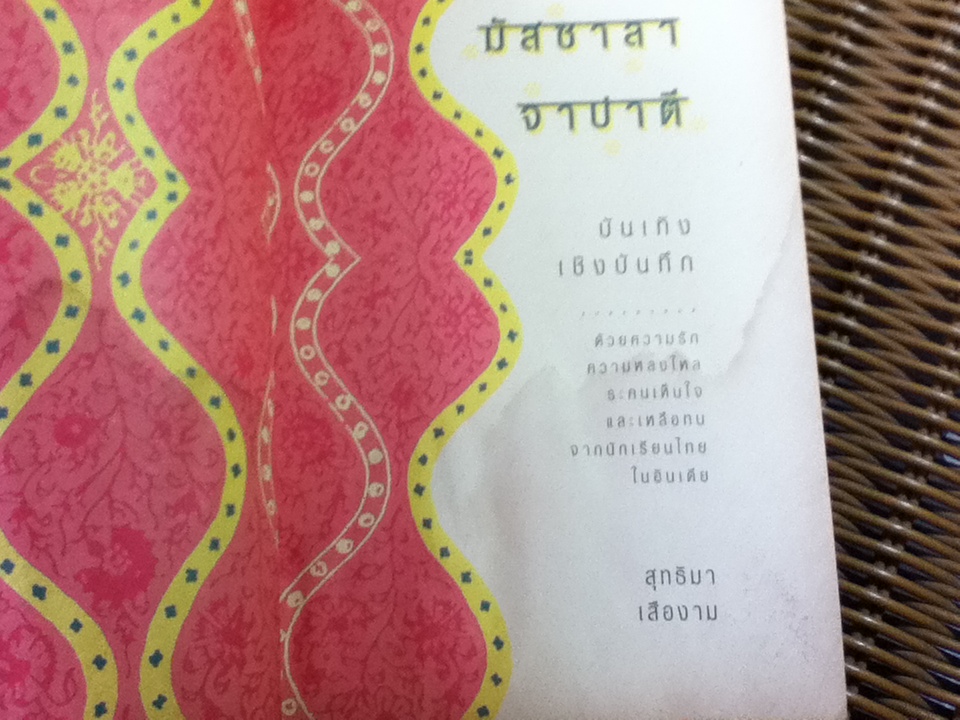 มัสซาลา
จาปาตี
บันเทิง
เชิงบันทึก
ด้วยความรัก
ความหลงใหล
ระคนเต็มใจ
และเหลือทน
จากนักเรียนไทย
ในอินเดีย
สุทธิมา
เสืองาม